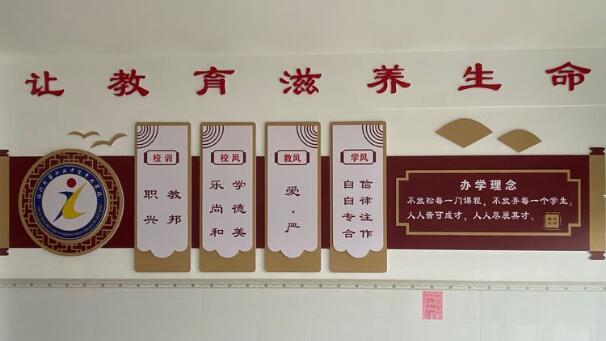 让教育滋养生命
校训
职教
兴邦
校风
乐学
尚德
和美
教风
爱·严
学风
自信
自律
专注
合作
办学理念
不放松每一门课程，不放弃每一个学生。
人人皆可成才，人人尽展其才。